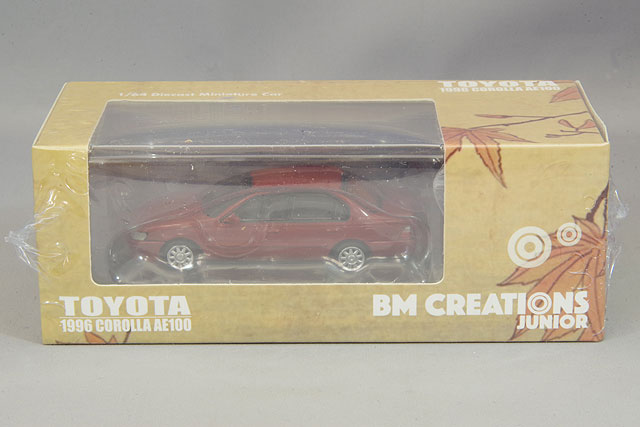 TOYOTA
1996 COROLLA AE100
1/64 Diecast Miniature Car
TOYOTA
1996 COROLLA AE100
BM CREATIONS
JUNIOR